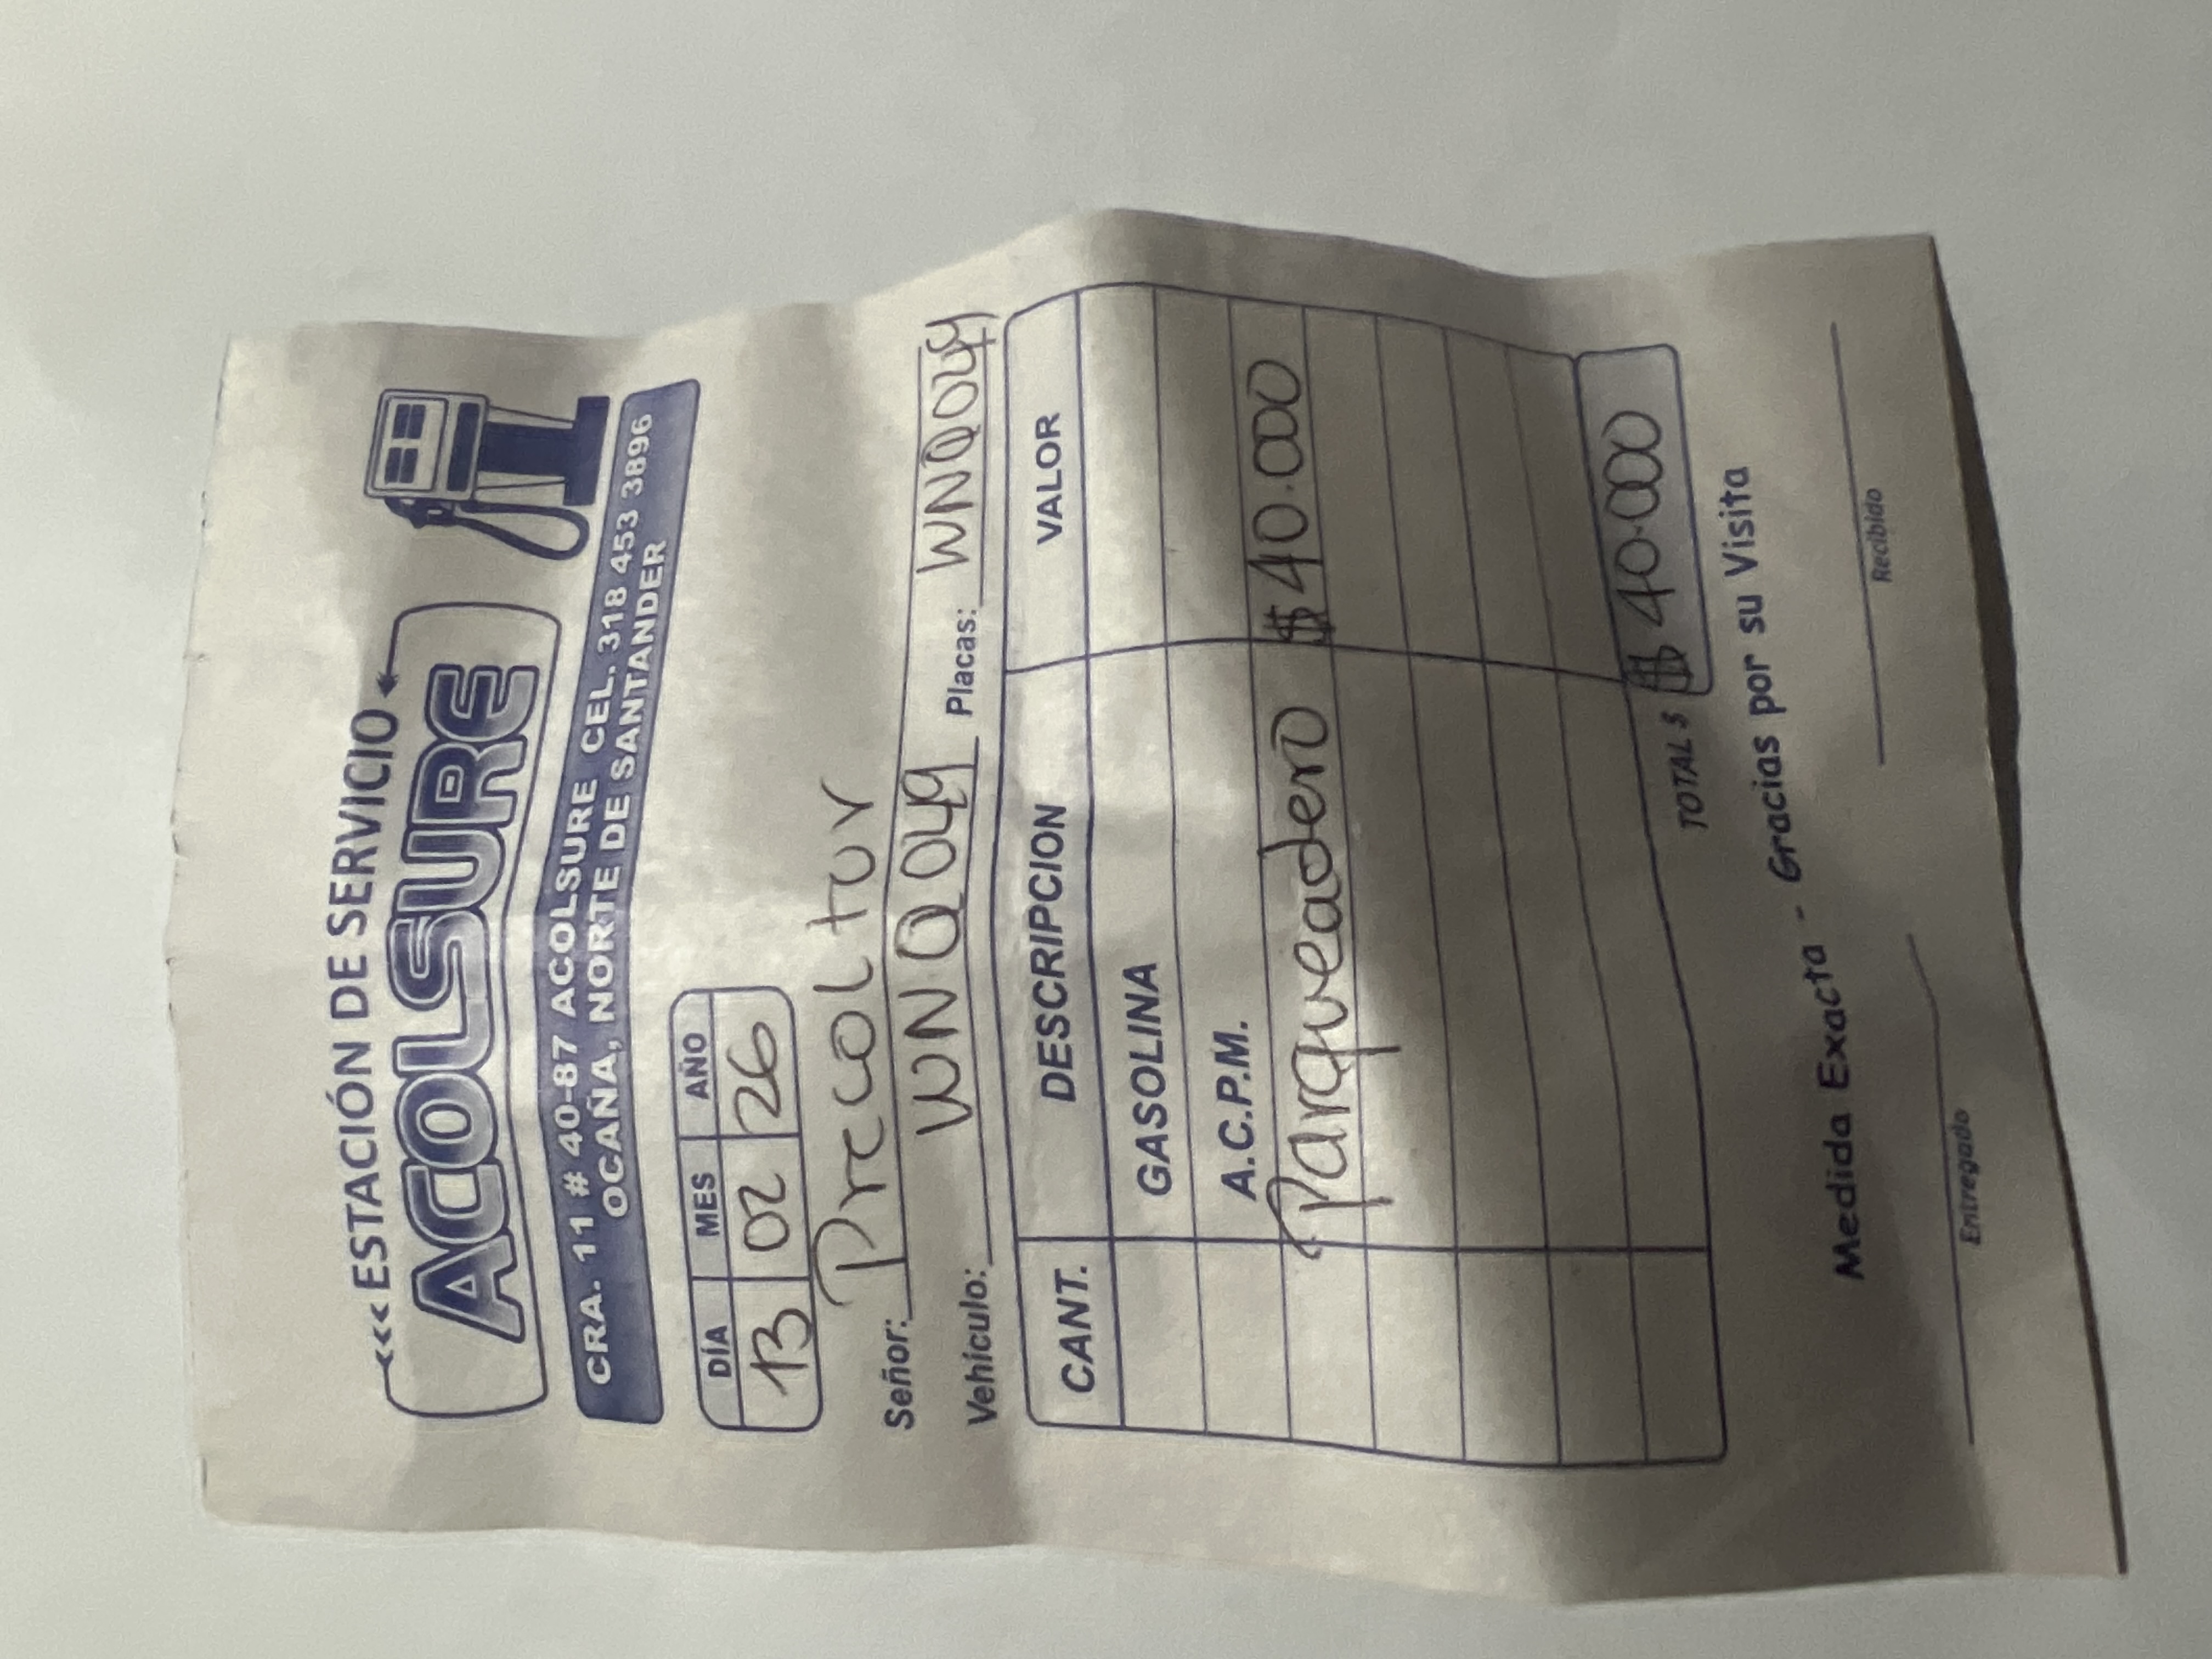 <<< ESTACIÓN DE SERVICIO
ACOLSURE
CRA. 11 # 40-87 ACOLSURE CEL. 318 453 3896
OCAÑA, NORTE DE SANTANDER
DÍA MES AÑO
13 02 26
Señor: Precoltur
Vehículo: WNQ049 Placas: WNQ049
CANT. DESCRIPCION VALOR
GASOLINA
A.C.P.M.
Parqueadero $40.000
TOTAL $ $ 40.000
Medida Exacta - Gracias por su Visita
Entregado Recibido